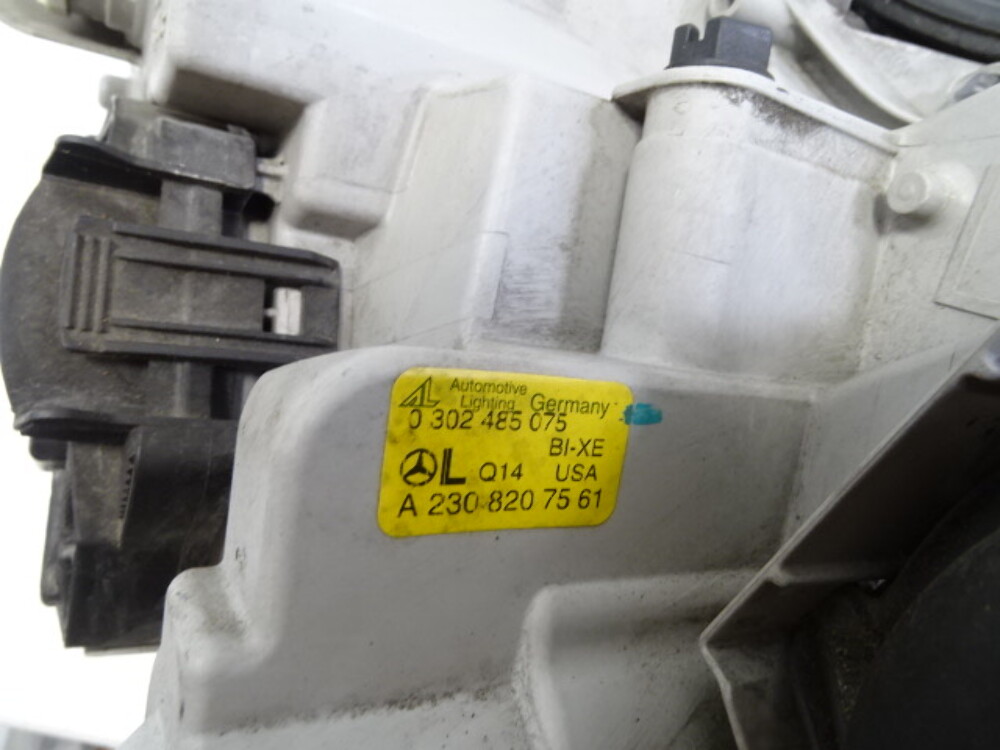 Automotive
Lighting Germany
0 302 485 075
BI-XE
L Q14 USA
A 230 820 75 61